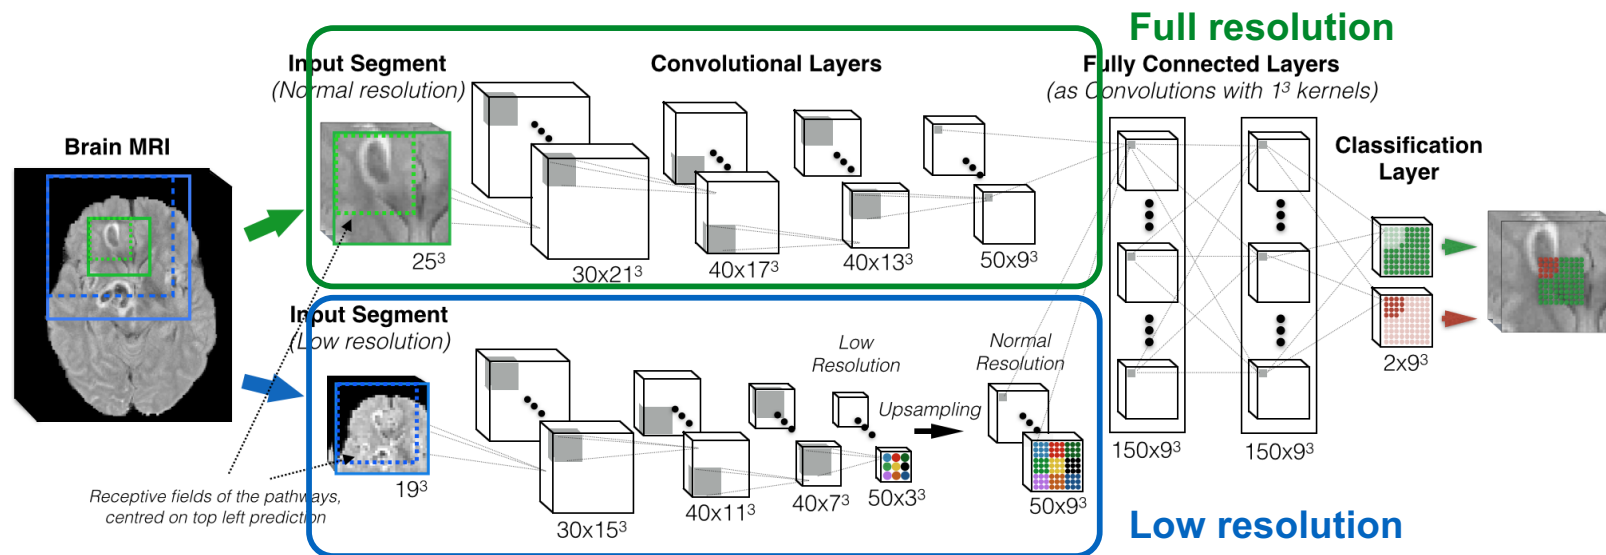 Full resolution
Input Segment
(Normal resolution)
Convolutional Layers
Fully Connected Layers
(as Convolutions with 1³ kernels)
Brain MRI
Classification
Layer
25³
30x21³
40x17³
40x13³
50x9³
Input Segment
(Low resolution)
Low
Resolution
Normal
Resolution
Upsampling
2x9³
150x9³
150x9³
19³
30x15³
40x11³
40x7³
50x3³
50x9³
Receptive fields of the pathways,
centred on top left prediction
Low resolution